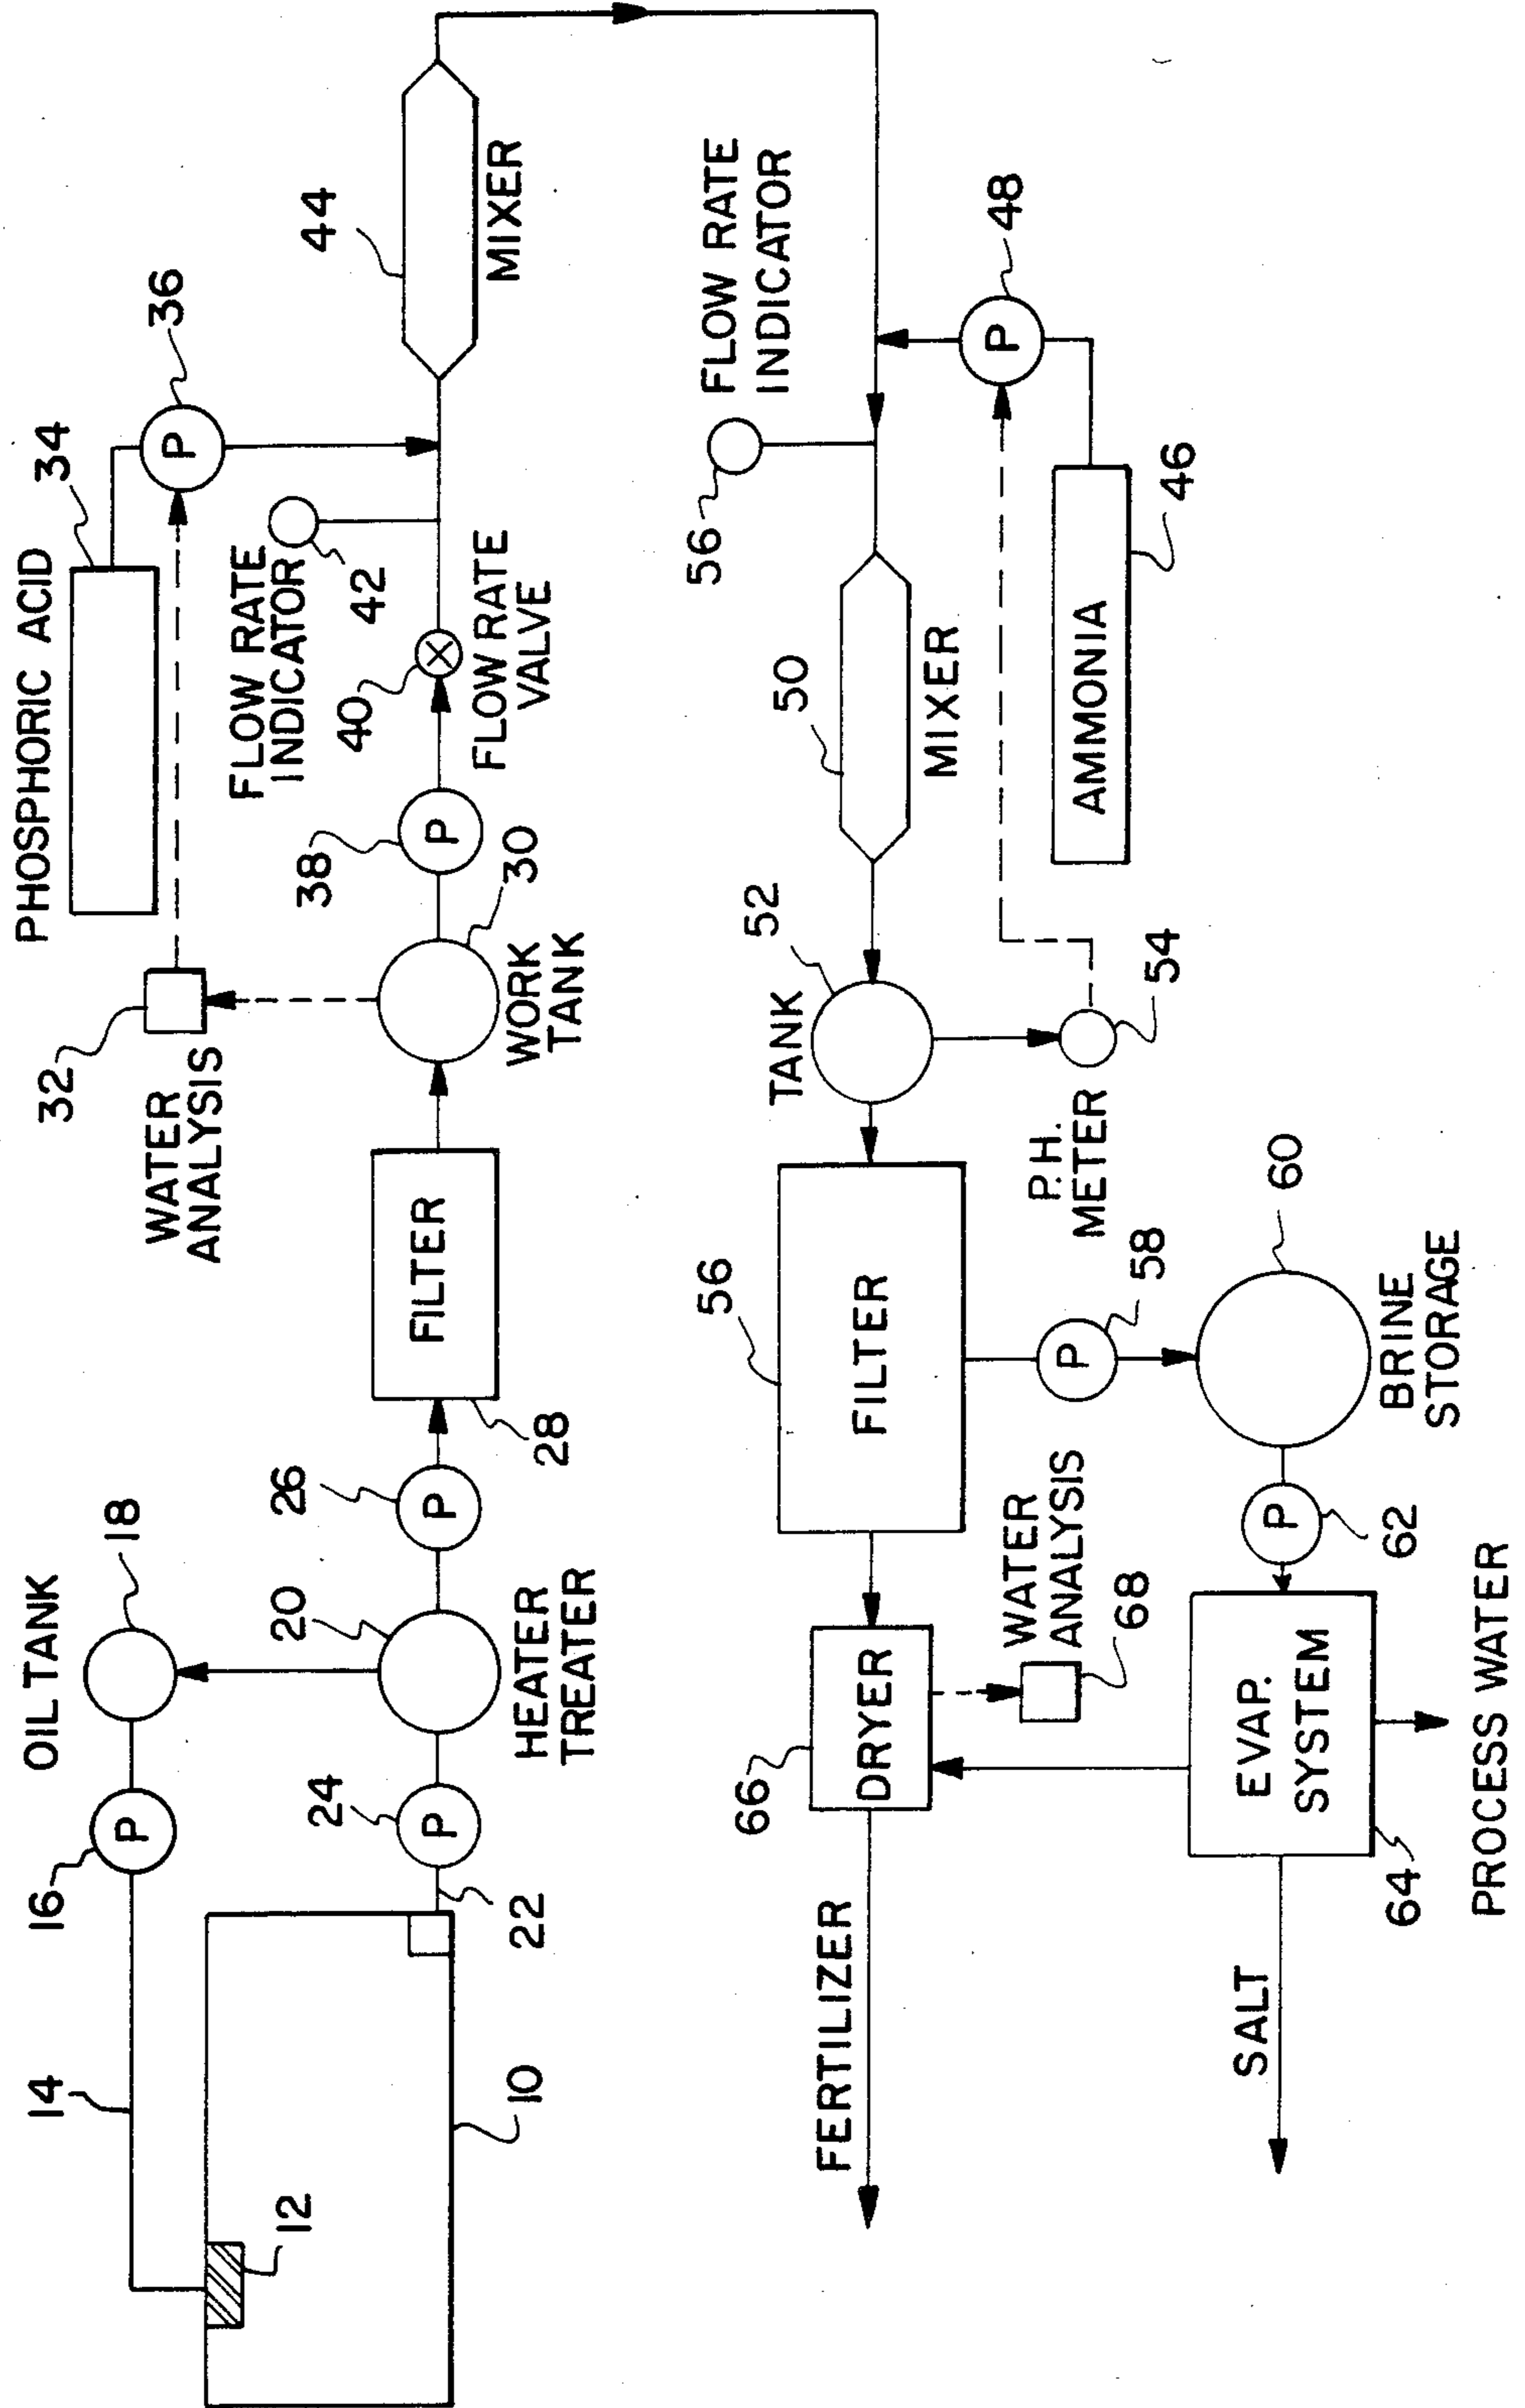 PHOSPHORIC ACID
34
36
44
MIXER
32
WATER
ANALYSIS
FLOW RATE
INDICATOR
42
40
FLOW RATE
VALVE
38
30
WORK
TANK
FILTER
28
OIL TANK
18
16
P
14
12
10
22
24
P
20
HEATER
TREATER
26
P
P
P
FLOW RATE
INDICATOR
56
48
P
46
AMMONIA
50
MIXER
52
TANK
54
P.H.
METER
56
FILTER
58
P
60
BRINE
STORAGE
62
P
WATER
ANALYSIS
68
66
DRYER
EVAP.
SYSTEM
64
PROCESS WATER
FERTILIZER
SALT